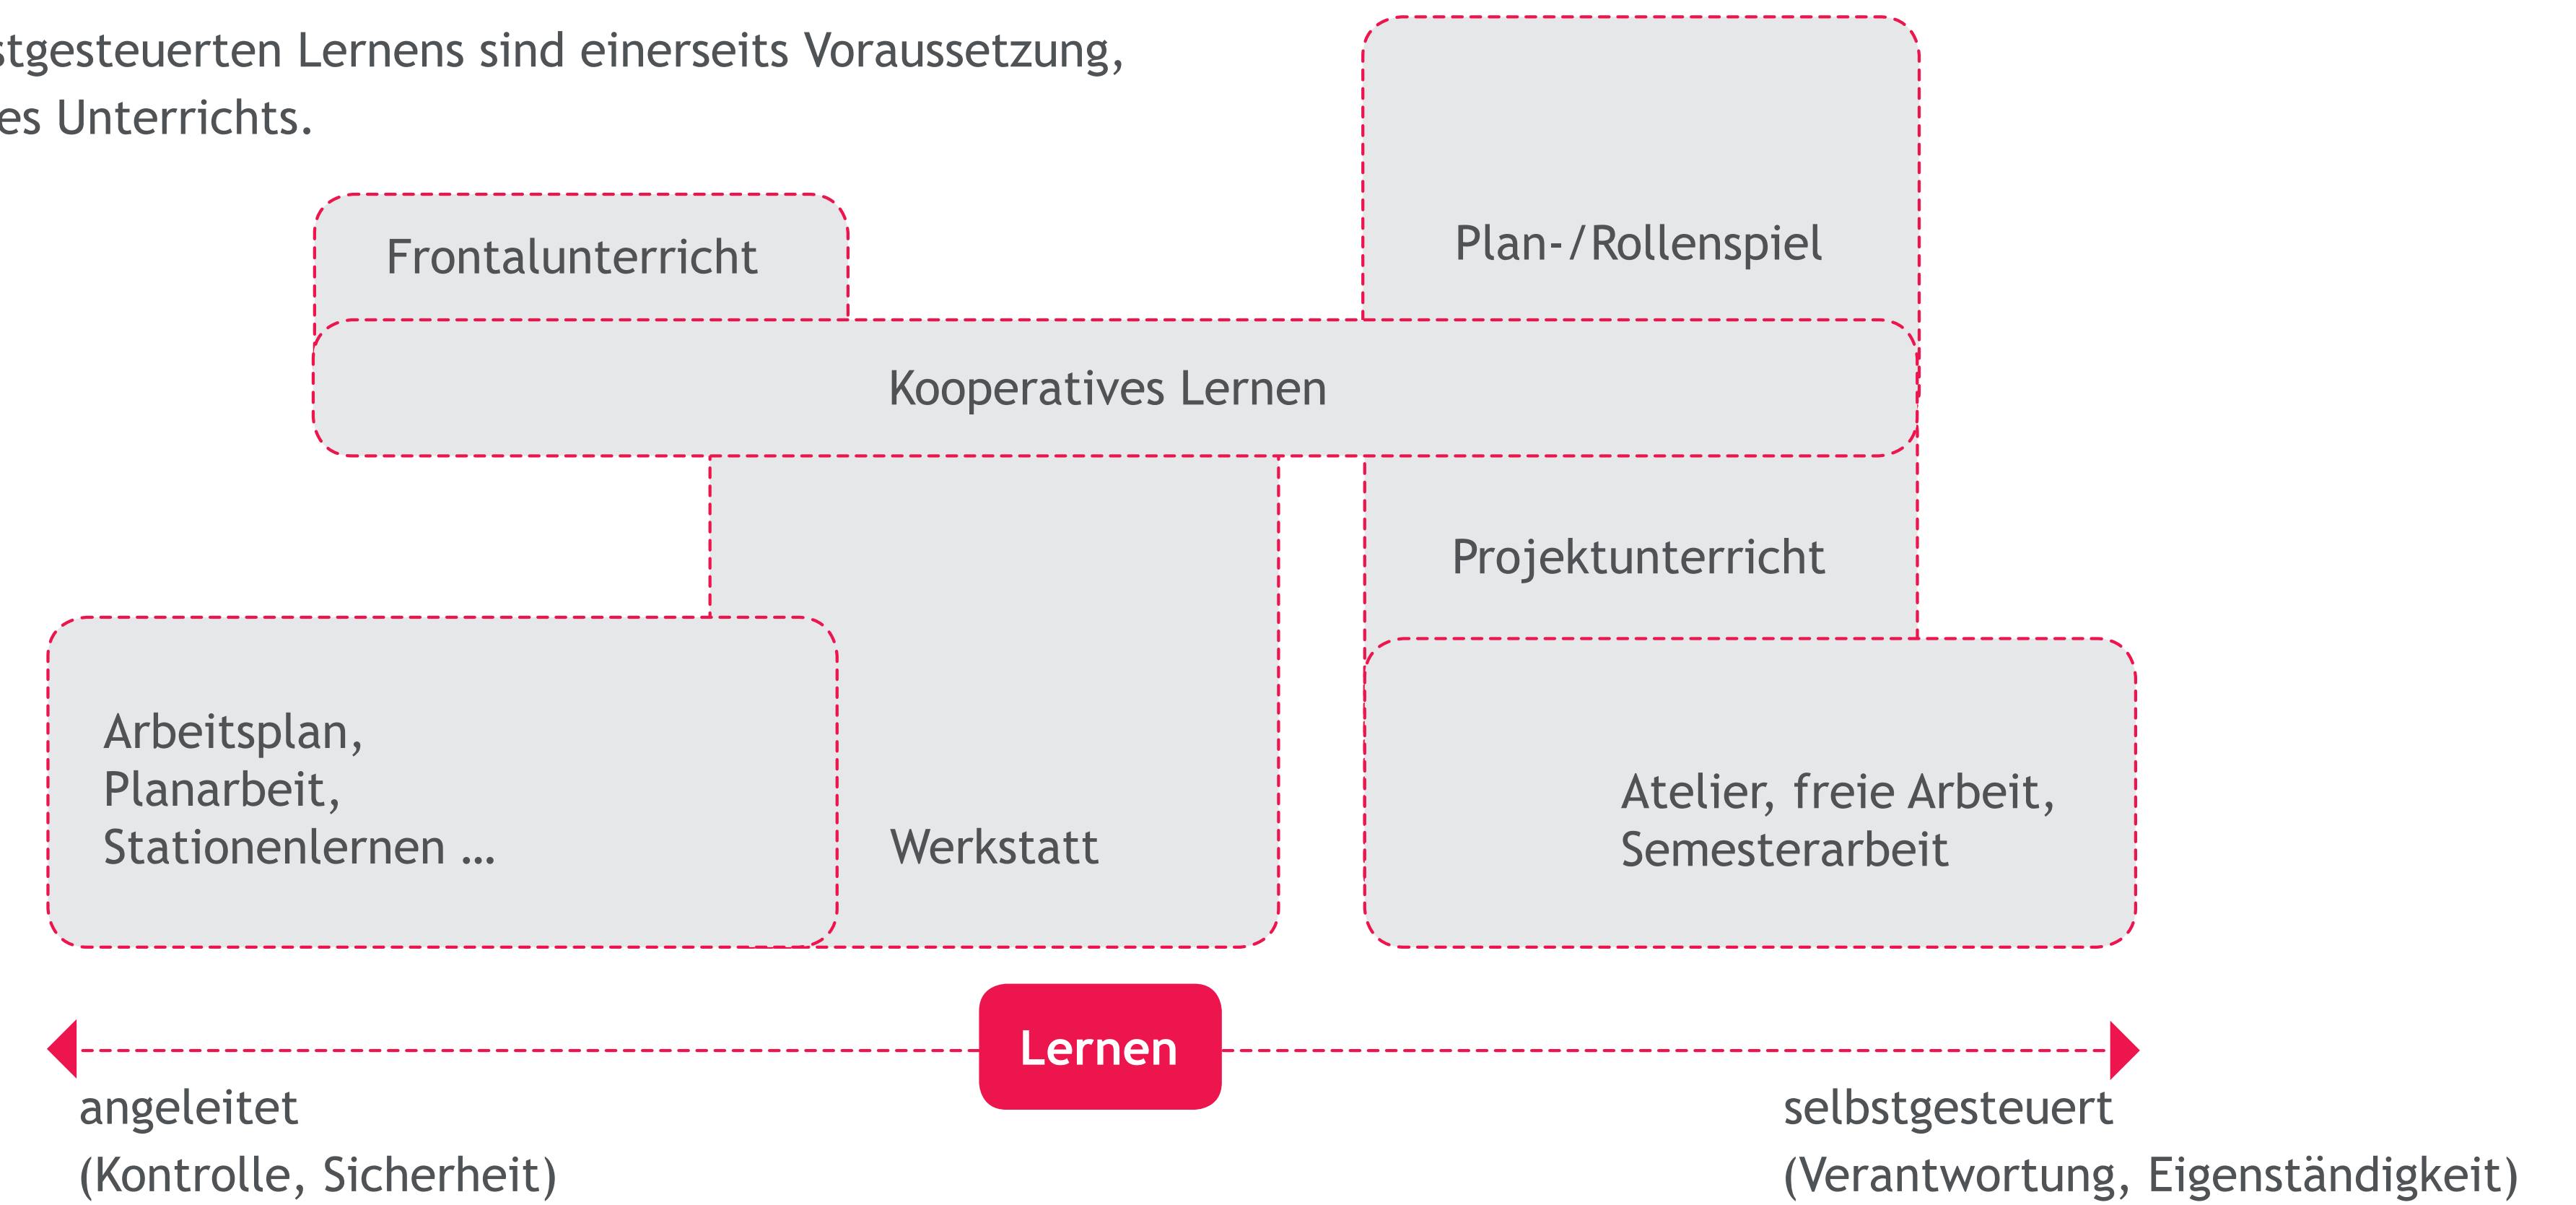 stgesteuerten Lernens sind einerseits Voraussetzung,
es Unterrichts.
Frontalunterricht
Plan-/Rollenspiel
Kooperatives Lernen
Projektunterricht
Arbeitsplan,
Planarbeit,
Stationenlernen ...
Werkstatt
Atelier, freie Arbeit,
Semesterarbeit
Lernen
angeleitet
(Kontrolle, Sicherheit)
selbstgesteuert
(Verantwortung, Eigenständigkeit)